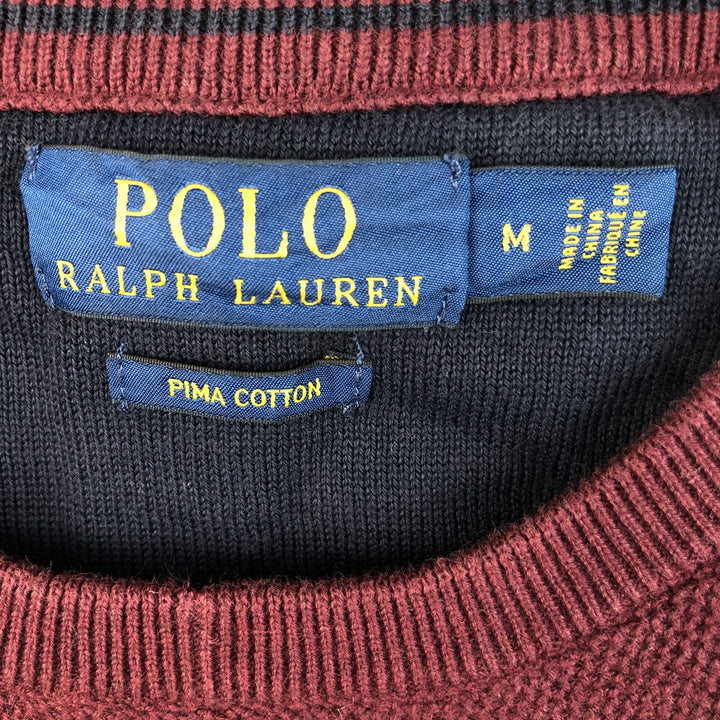 POLO
RALPH LAUREN
M
MADE IN
CHINA
FABRIQUÉ EN
CHINE
PIMA COTTON